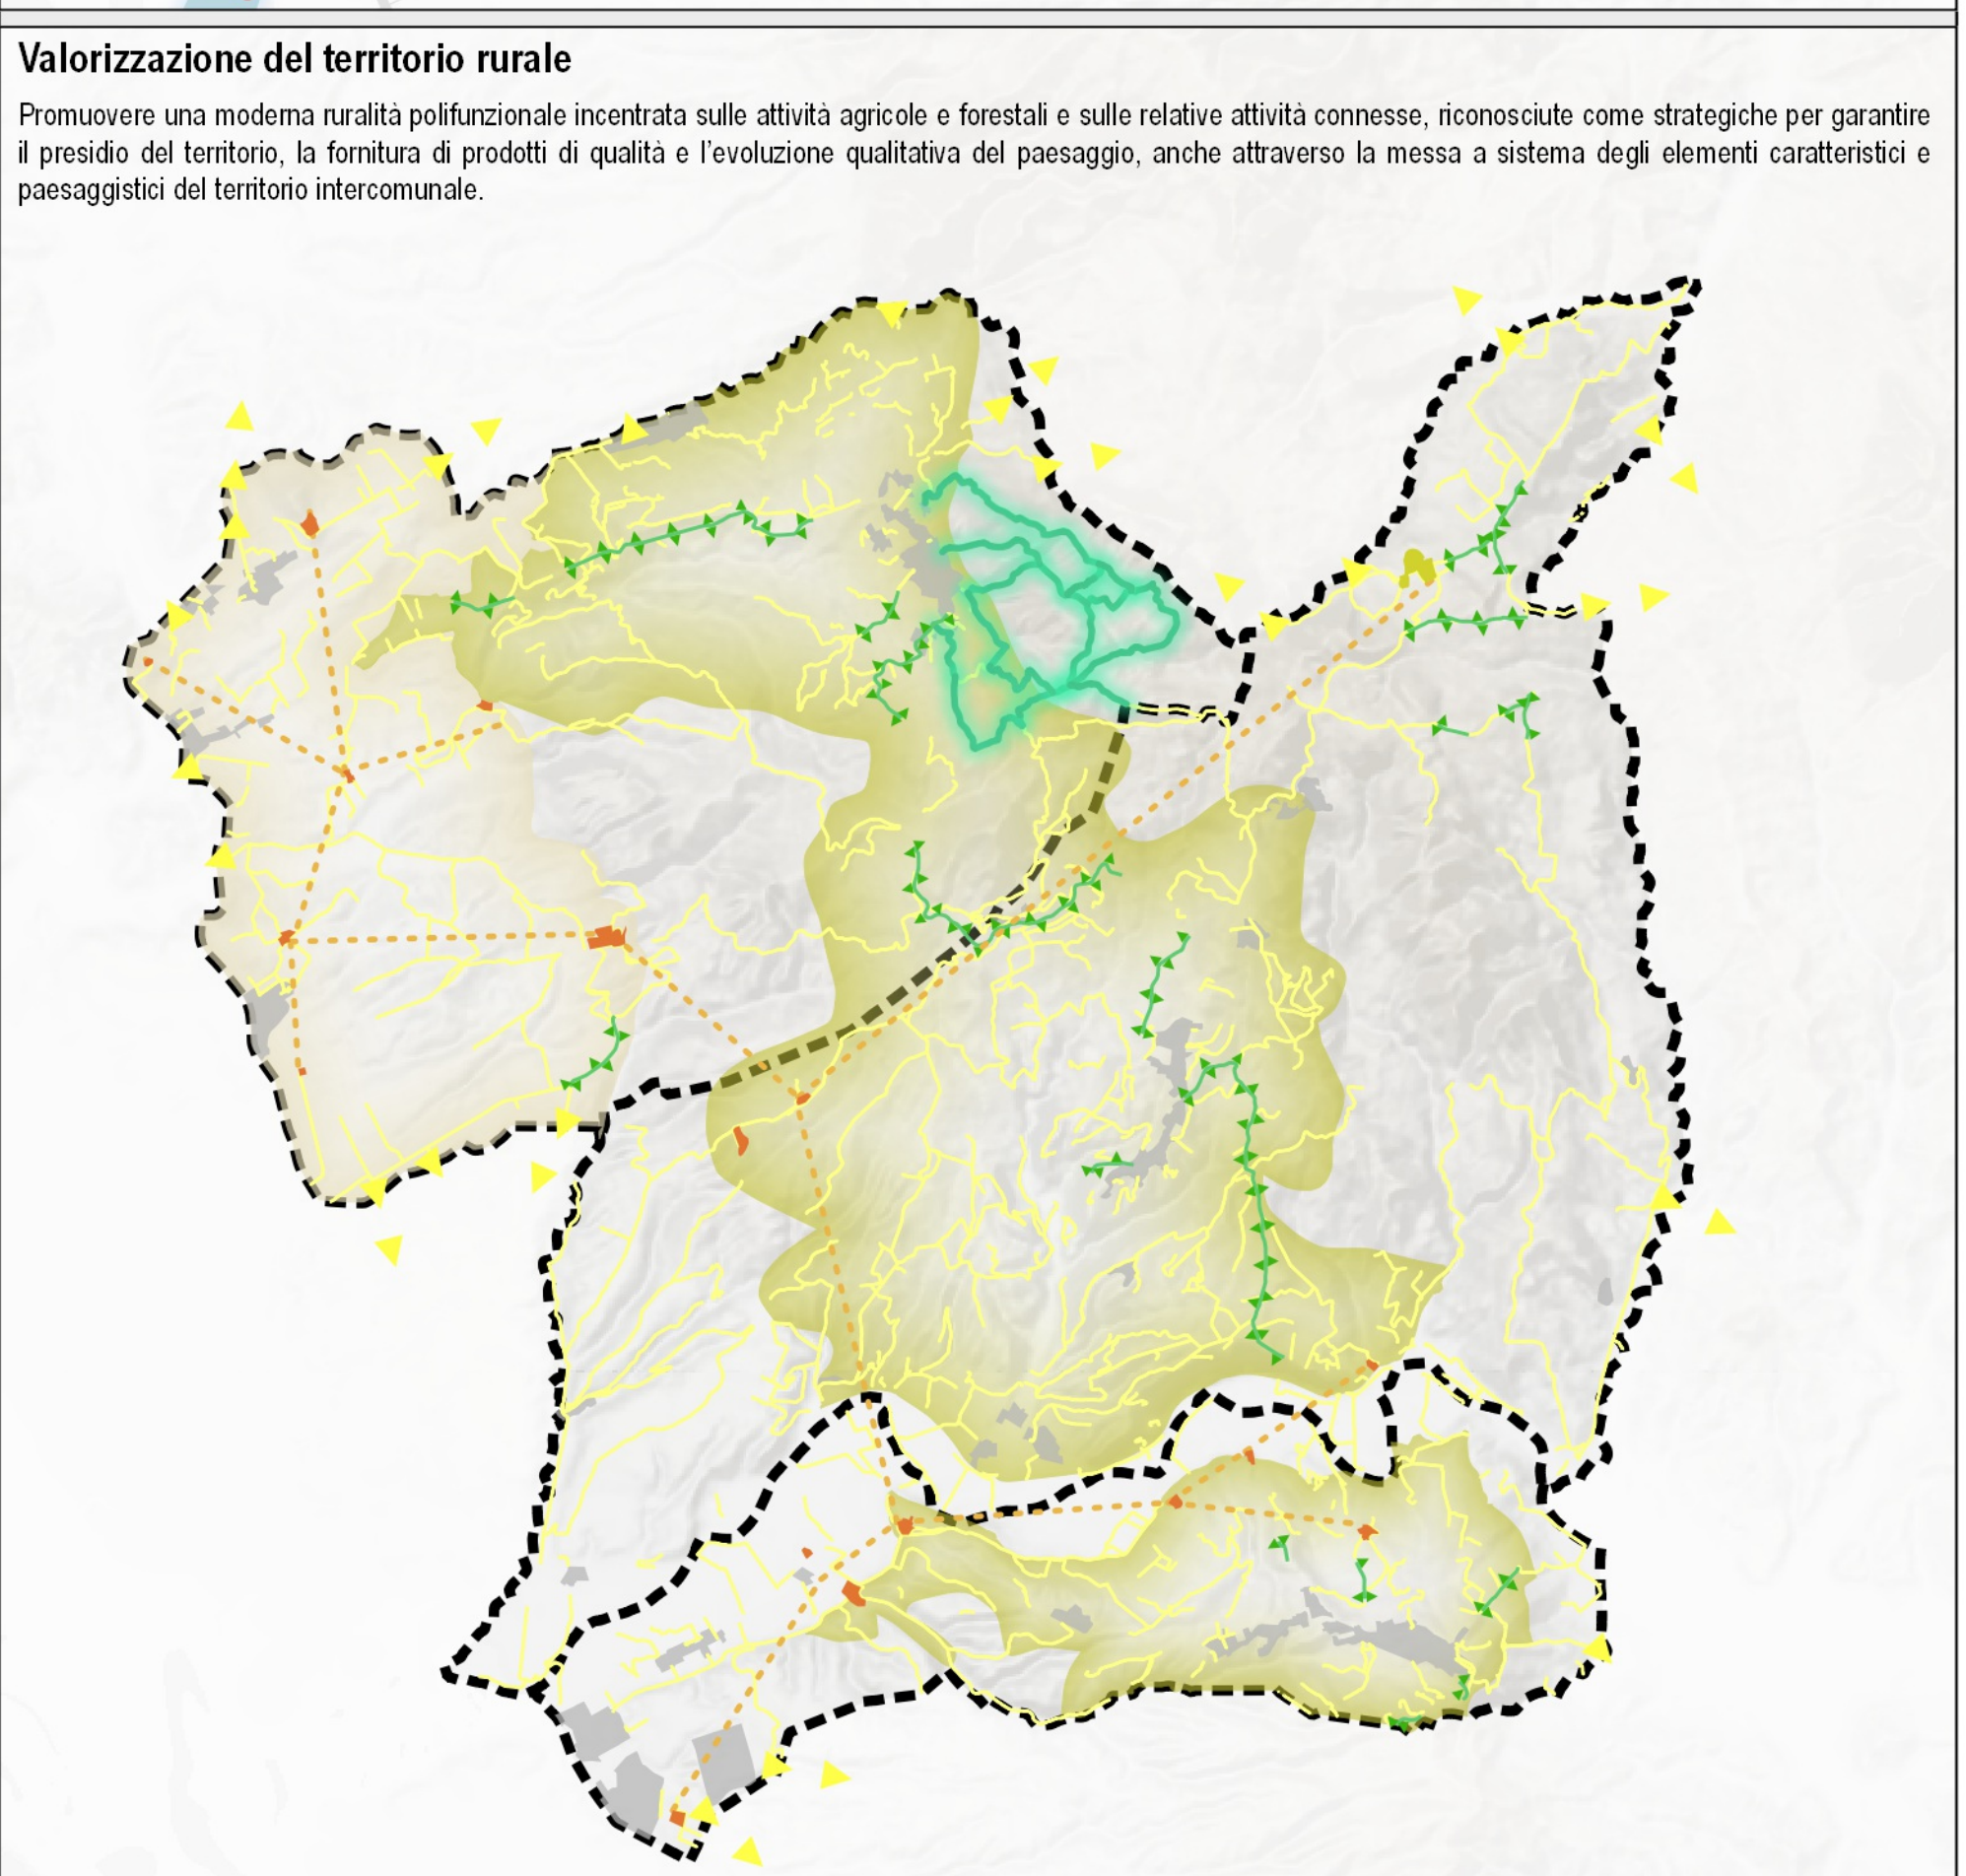 Valorizzazione del territorio rurale
Promuovere una moderna ruralità polifunzionale incentrata sulle attività agricole e forestali e sulle relative attività connesse, riconosciute come strategiche per garantire
il presidio del territorio, la fornitura di prodotti di qualità e l'evoluzione qualitativa del paesaggio, anche attraverso la messa a sistema degli elementi caratteristici e
paesaggistici del territorio intercomunale.